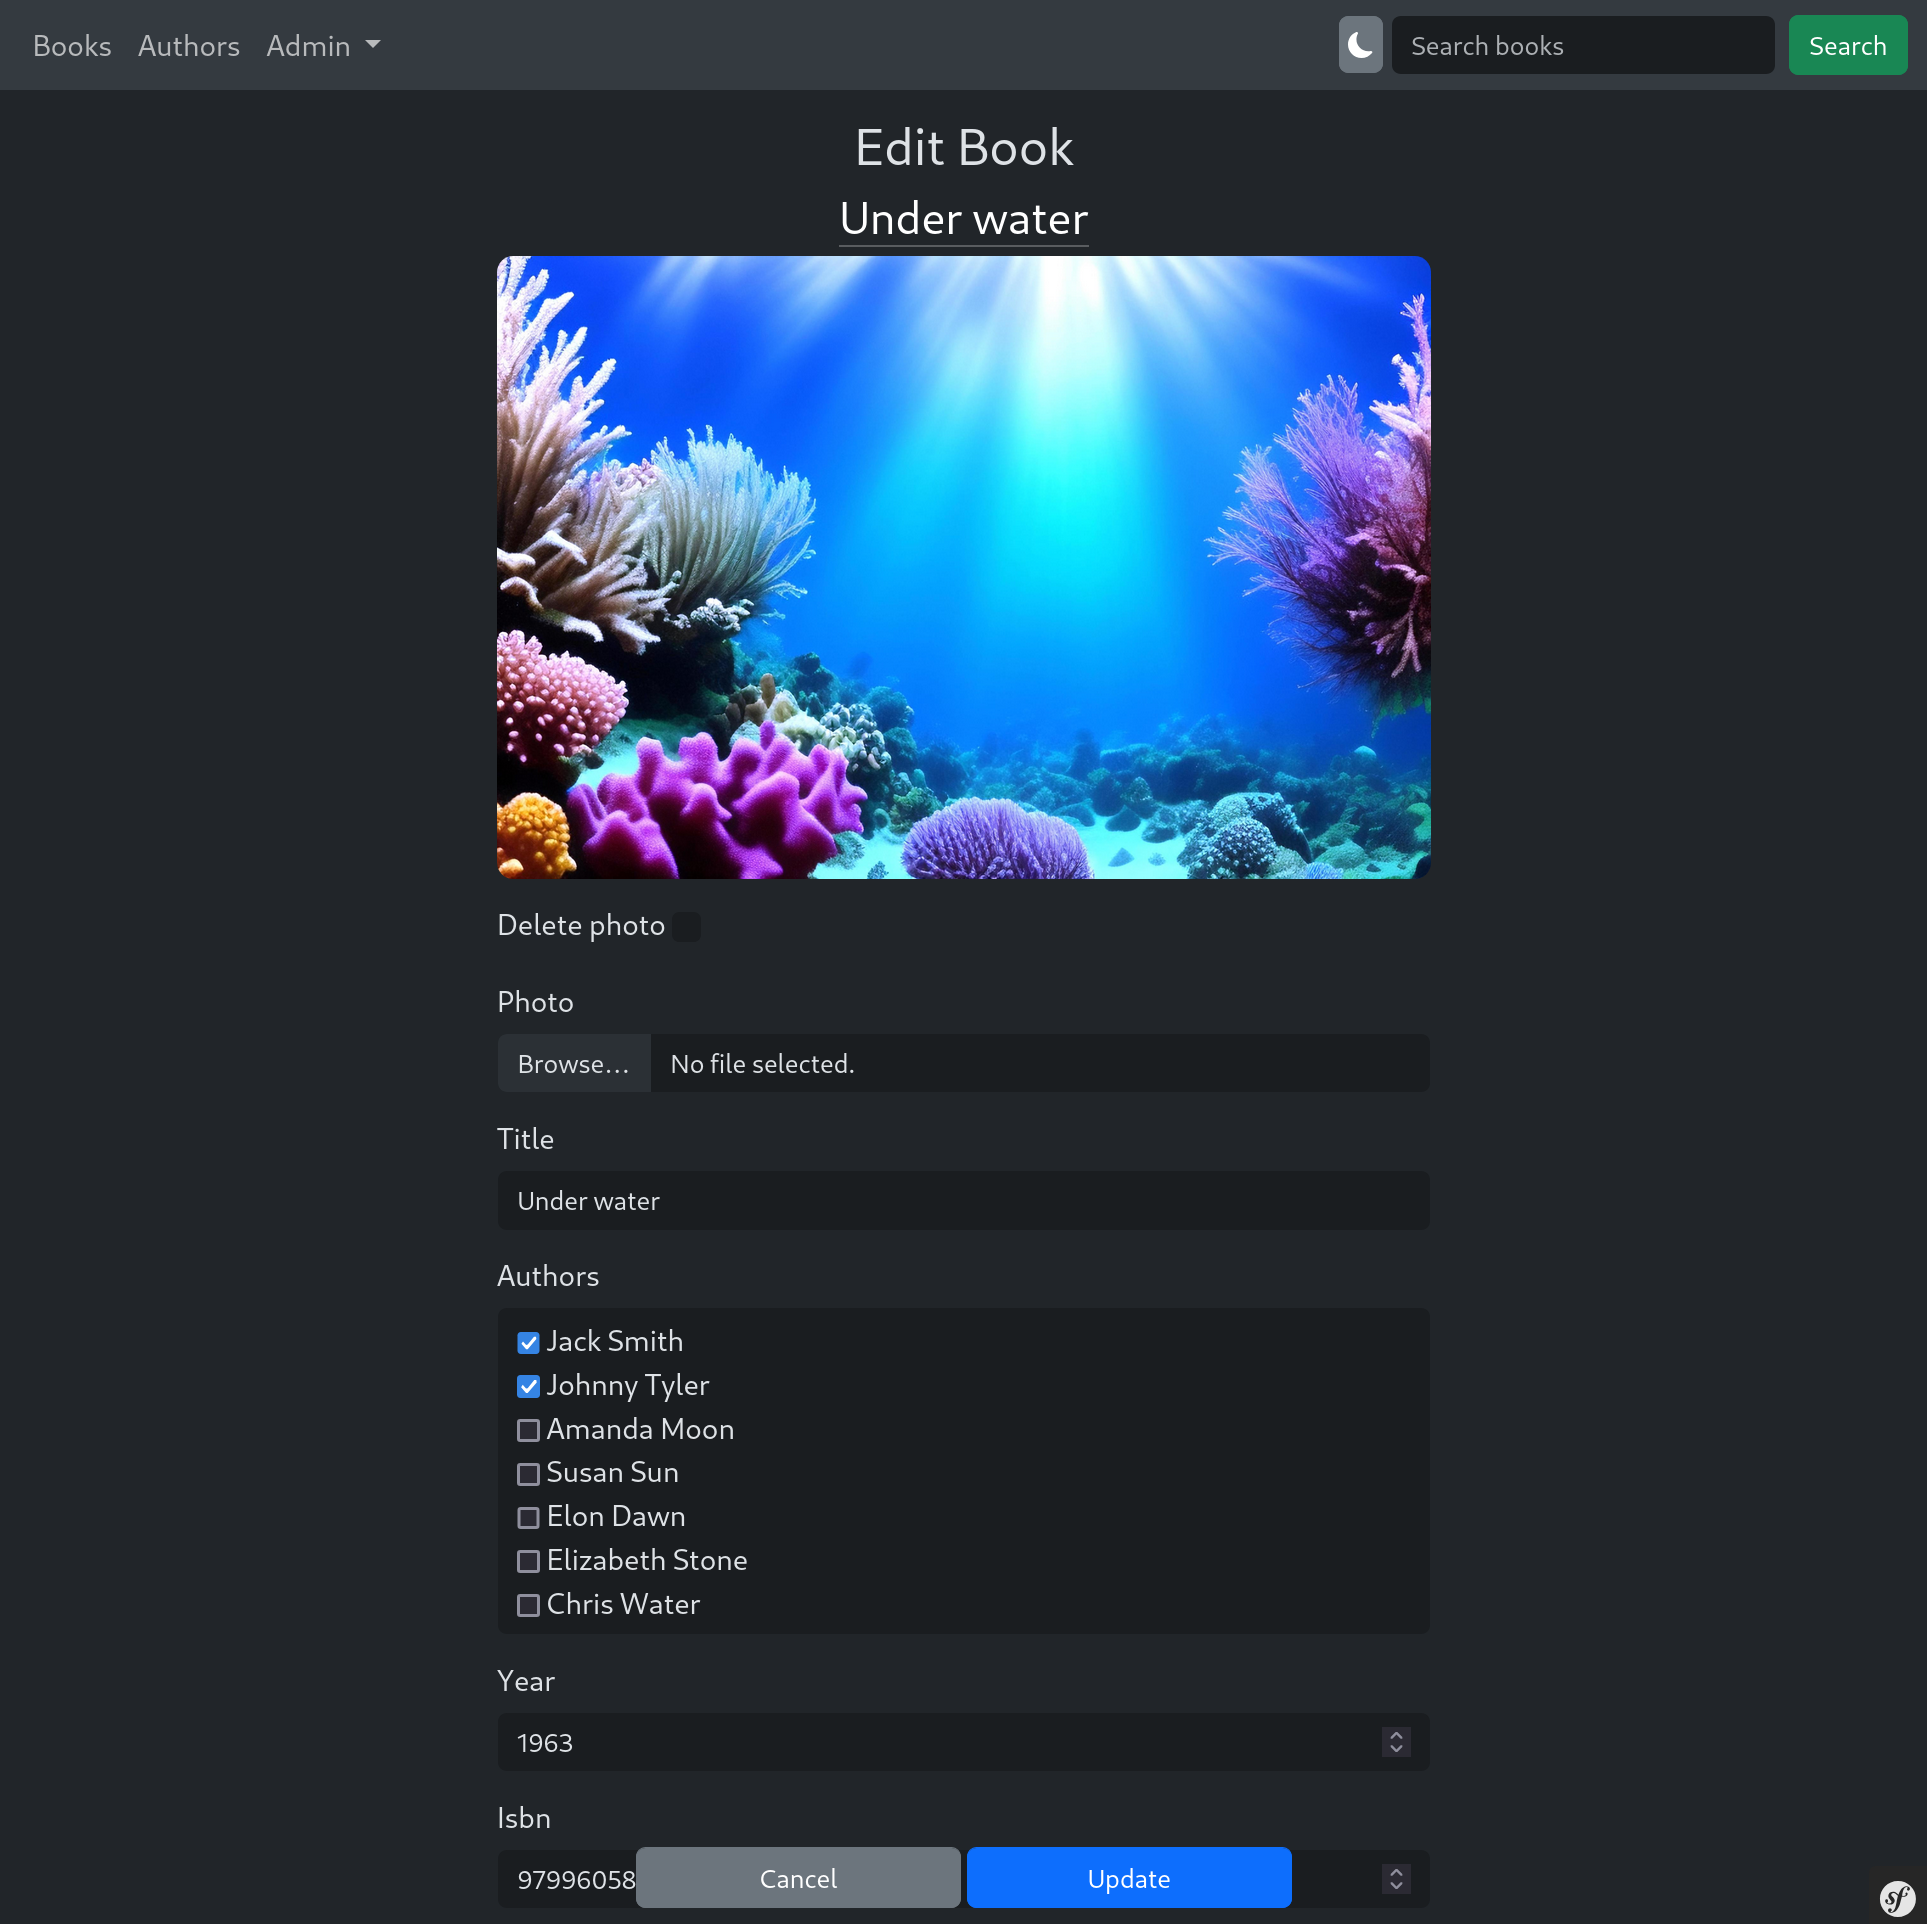 Books Authors Admin Search books Search
Edit Book
Under water
Delete photo
Photo
Browse... No file selected.
Title
Under water
Authors
Jack Smith
Johnny Tyler
Amanda Moon
Susan Sun
Elon Dawn
Elizabeth Stone
Chris Water
Year
1963
Isbn
97996058 Cancel Update
sf